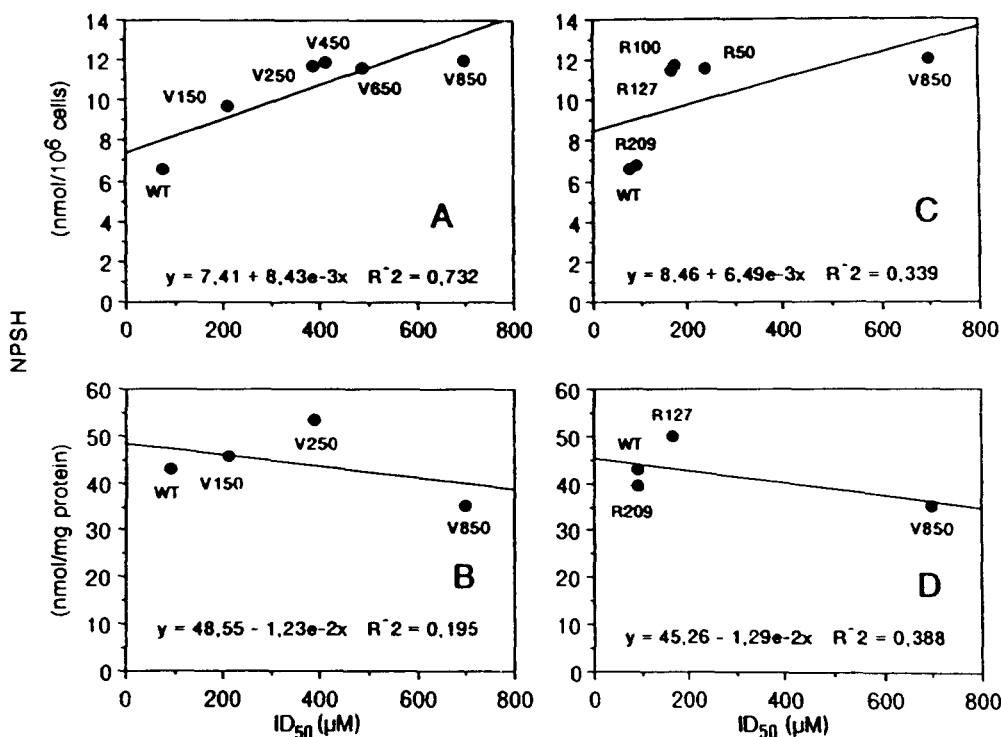 NPSH
(nmol/10⁶ cells)
14
12
10
8
6
4
2
0
V450
V250
V150
V650
V850
WT
A
y = 7,41 + 8,43e-3x R^2 = 0,732
0 200 400 600 800
14
12
10
8
6
4
2
0
R100
R50
R127
V850
R209
WT
C
y = 8,46 + 6,49e-3x R^2 = 0,339
0 200 400 600 800
(nmol/mg protein)
60
50
40
30
20
10
0
V250
WT
V150
V850
B
y = 48,55 - 1,23e-2x R^2 = 0,195
0 200 400 600 800
ID₅₀ (µM)
60
50
40
30
20
10
0
R127
WT
R209
V850
D
y = 45,26 - 1,29e-2x R^2 = 0,388
0 200 400 600 800
ID₅₀ (µM)